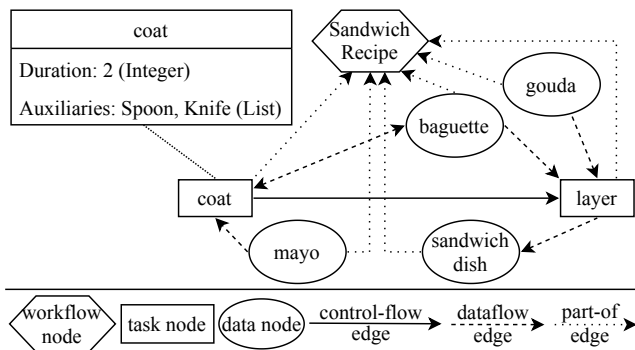 coat
Duration: 2 (Integer)
Auxiliaries: Spoon, Knife (List)
Sandwich
Recipe
gouda
baguette
coat
layer
mayo
sandwich
dish
workflow
node
task node
data node
control-flow
edge
dataflow
edge
part-of
edge